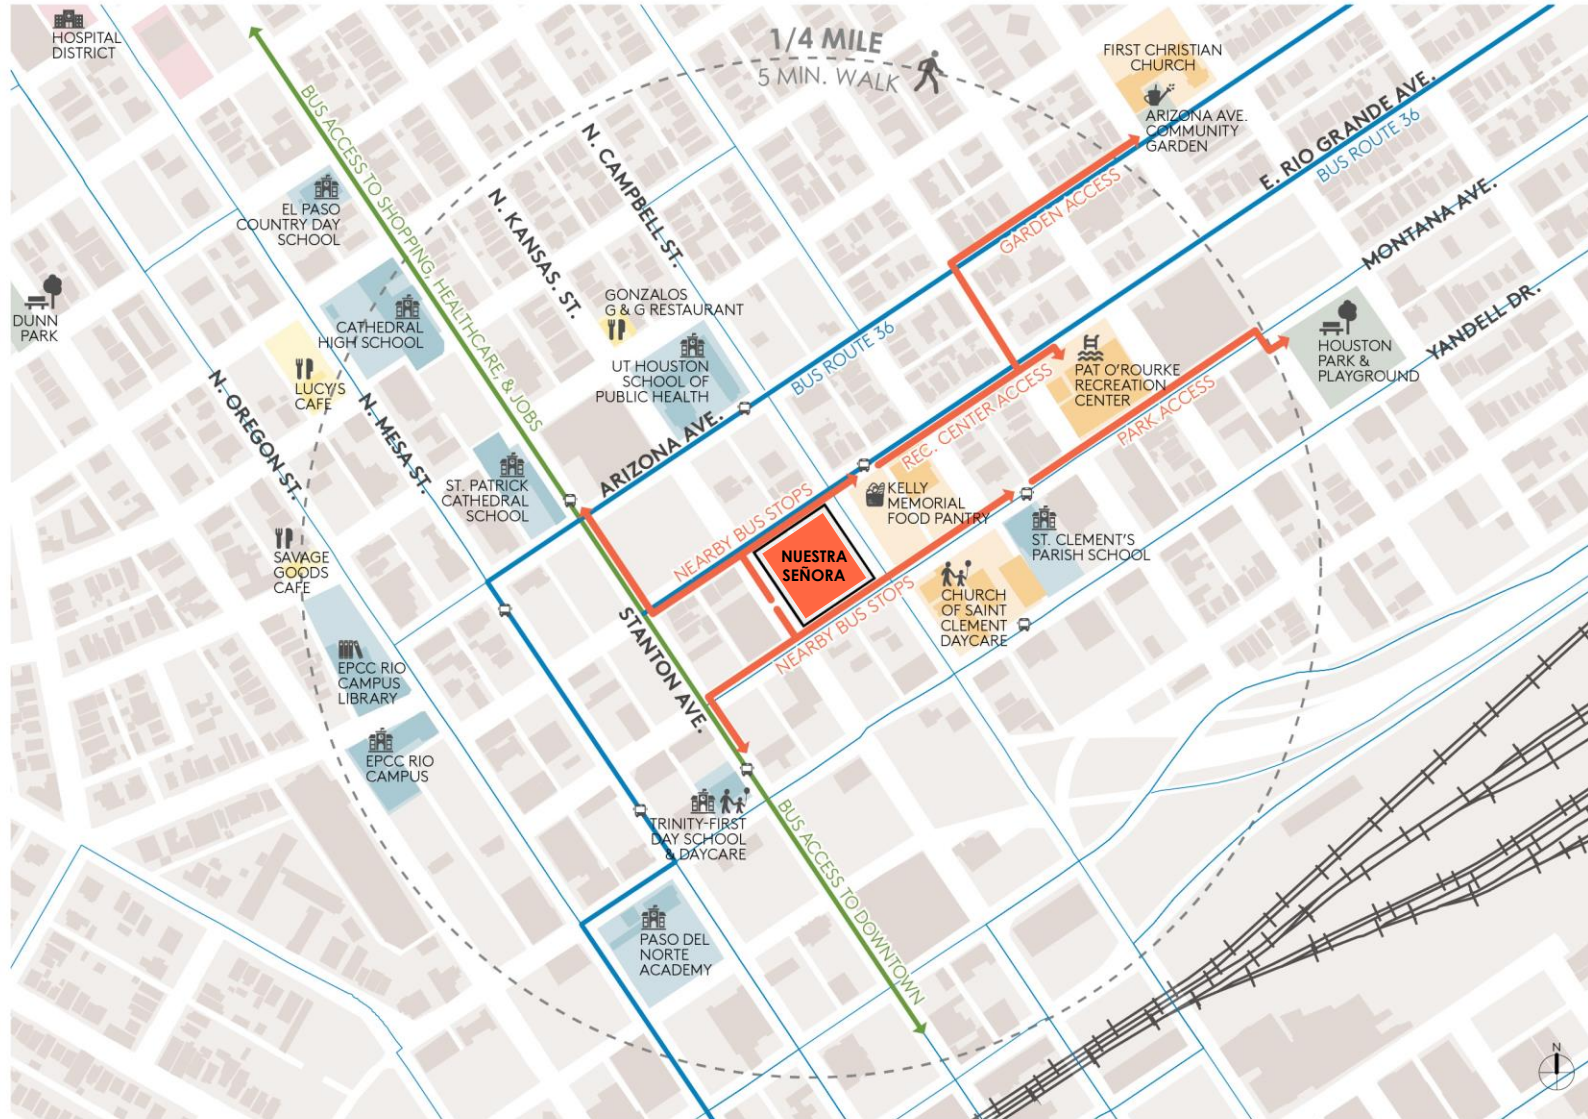 HOSPITAL
DISTRICT
1/4 MILE
5 MIN. WALK
FIRST CHRISTIAN
CHURCH
ARIZONA AVE.
COMMUNITY
GARDEN
E. RIO GRANDE AVE.
BUS ROUTE 36
BUS ACCESS TO SHOPPING, HEALTHCARE, & JOBS
N. CAMPBELL ST.
N. KANSAS. ST.
EL PASO
COUNTRY DAY
SCHOOL
GARDEN ACCESS
MONTANA AVE.
YANDELL DR.
DUNN
PARK
CATHEDRAL
HIGH SCHOOL
GONZALOS
G & G RESTAURANT
UT HOUSTON
SCHOOL OF
PUBLIC HEALTH
BUS ROUTE 36
HOUSTON
PARK &
PLAYGROUND
PAT O'ROURKE
RECREATION
CENTER
LUCY'S
CAFE
N. OREGON ST.
N. MESA ST.
ARIZONA AVE.
REC. CENTER ACCESS
PARK ACCESS
ST. PATRICK
CATHEDRAL
SCHOOL
NEARBY BUS STOPS
KELLY
MEMORIAL
FOOD PANTRY
ST. CLEMENT'S
PARISH SCHOOL
SAVAGE
GOODS
CAFE
NUESTRA
SEÑORA
CHURCH
OF SAINT
CLEMENT
DAYCARE
NEARBY BUS STOPS
STANTON AVE.
EPCC RIO
CAMPUS
LIBRARY
EPCC RIO
CAMPUS
TRINITY-FIRST
DAY SCHOOL
& DAYCARE
BUS ACCESS TO DOWNTOWN
PASO DEL
NORTE
ACADEMY
N